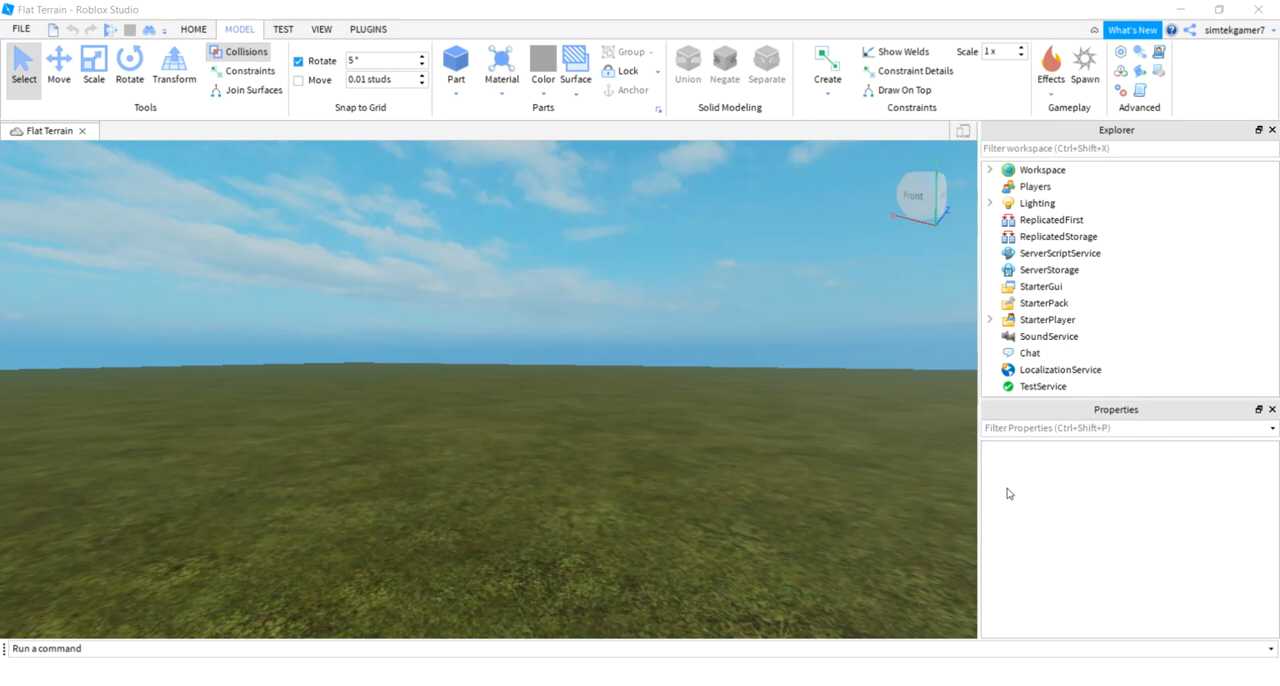 Flat Terrain - Roblox Studio
FILE
HOME
MODEL
TEST
VIEW
PLUGINS
What's New
simtekgamer7
Select
Move
Scale
Rotate
Transform
Collisions
Constraints
Join Surfaces
Tools
Rotate
5 °
Move
0.01 studs
Snap to Grid
Part
Material
Color
Surface
Group
Lock
Anchor
Parts
Union
Negate
Separate
Solid Modeling
Create
Show Welds
Scale
1 x
Constraint Details
Draw On Top
Constraints
Effects
Spawn
Gameplay
Advanced
Flat Terrain
Front
X
Z
Explorer
Filter workspace (Ctrl+Shift+X)
Workspace
Players
Lighting
ReplicatedFirst
ReplicatedStorage
ServerScriptService
ServerStorage
StarterGui
StarterPack
StarterPlayer
SoundService
Chat
LocalizationService
TestService
Properties
Filter Properties (Ctrl+Shift+P)
Run a command